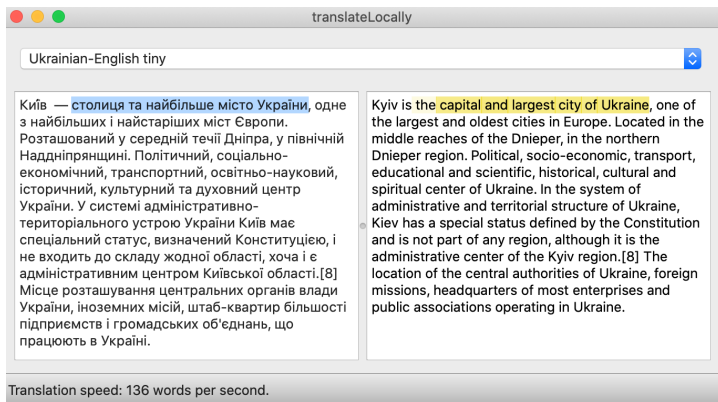 translateLocally
Ukrainian-English tiny
Київ — столиця та найбільше місто України, одне
з найбільших і найстаріших міст Європи.
Розташований у середній течії Дніпра, у північній
Наддніпрянщині. Політичний, соціально-
економічний, транспортний, освітньо-науковий,
історичний, культурний та духовний центр
України. У системі адміністративно-
територіального устрою України Київ має
спеціальний статус, визначений Конституцією, і
не входить до складу жодної області, хоча і є
адміністративним центром Київської області.[8]
Місце розташування центральних органів влади
України, іноземних місій, штаб-квартир більшості
підприємств і громадських об'єднань, що
працюють в Україні.
Kyiv is the capital and largest city of Ukraine, one of
the largest and oldest cities in Europe. Located in the
middle reaches of the Dnieper, in the northern
Dnieper region. Political, socio-economic, transport,
educational and scientific, historical, cultural and
spiritual center of Ukraine. In the system of
administrative and territorial structure of Ukraine,
Kiev has a special status defined by the Constitution
and is not part of any region, although it is the
administrative center of the Kyiv region.[8] The
location of the central authorities of Ukraine, foreign
missions, headquarters of most enterprises and
public associations operating in Ukraine.
Translation speed: 136 words per second.